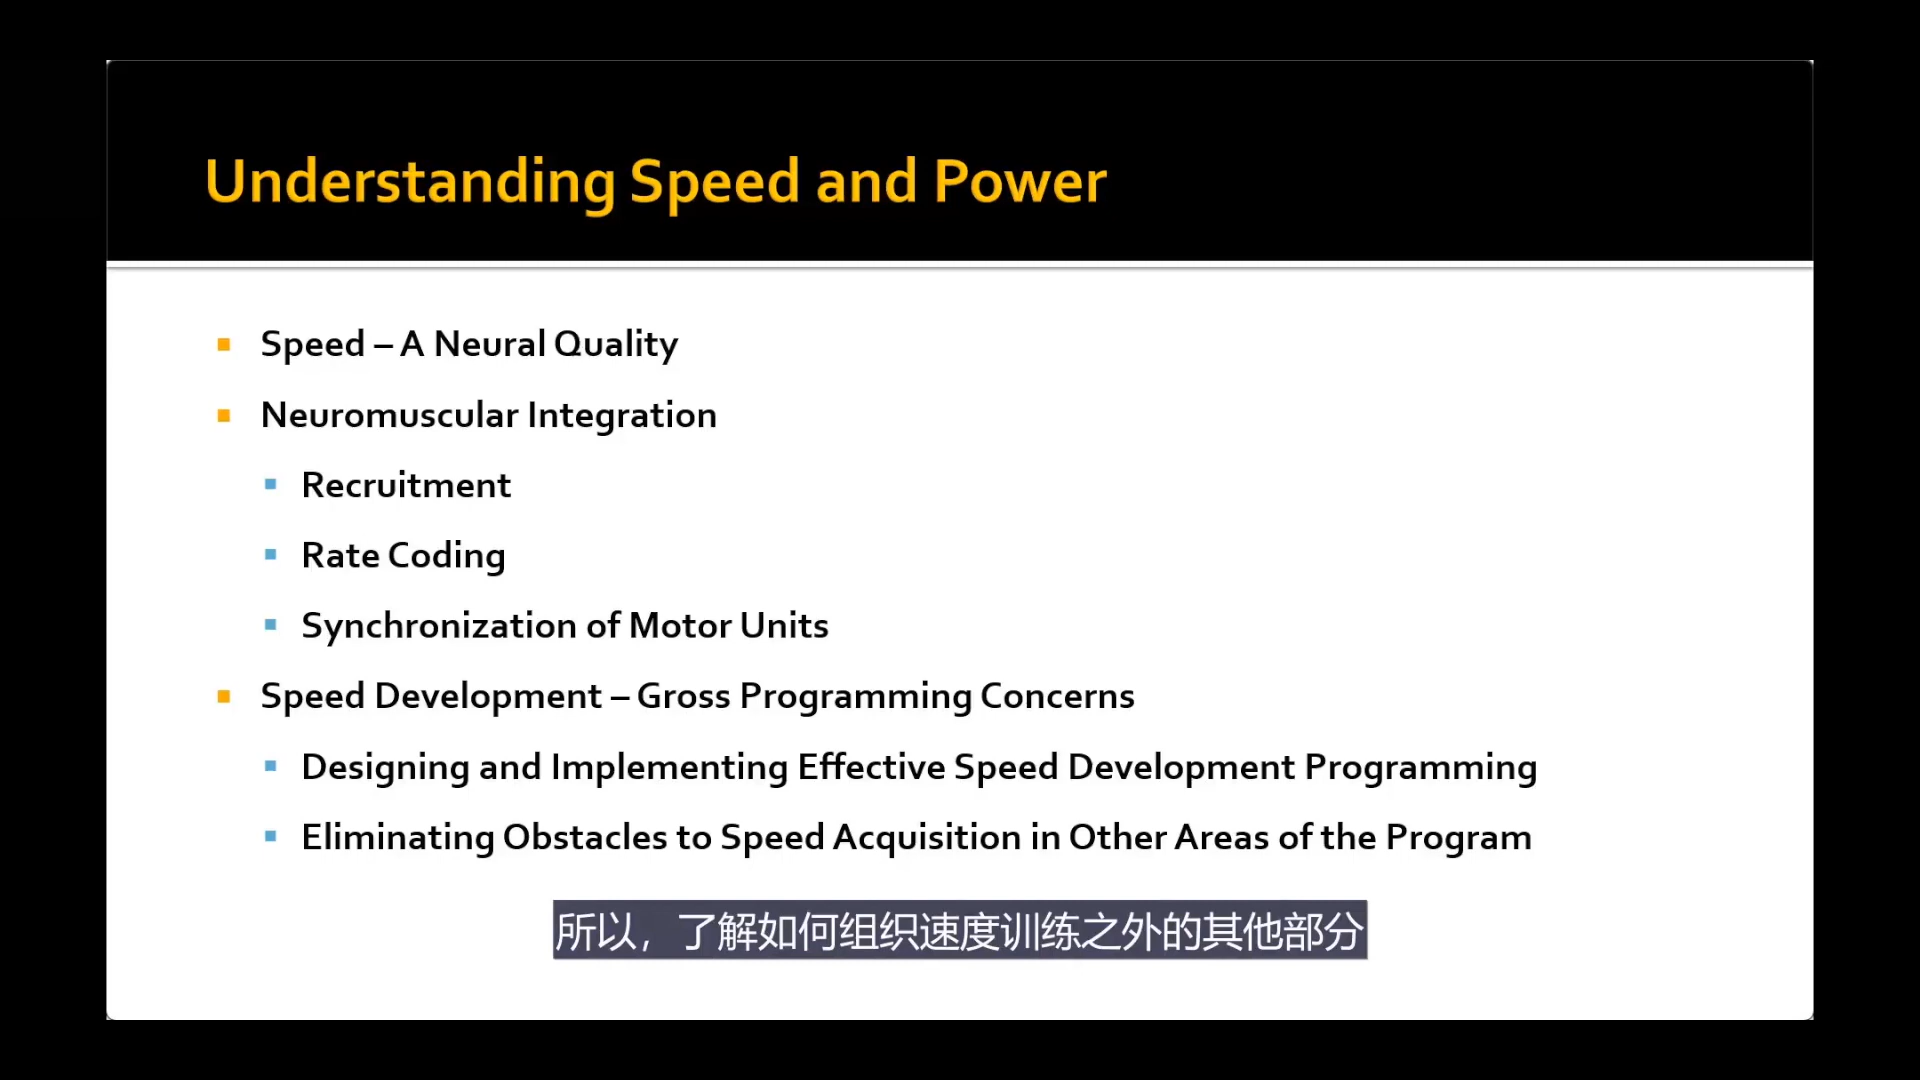 Understanding Speed and Power
Speed – A Neural Quality
Neuromuscular Integration
Recruitment
Rate Coding
Synchronization of Motor Units
Speed Development – Gross Programming Concerns
Designing and Implementing Effective Speed Development Programming
Eliminating Obstacles to Speed Acquisition in Other Areas of the Program
所以，了解如何组织速度训练之外的其他部分